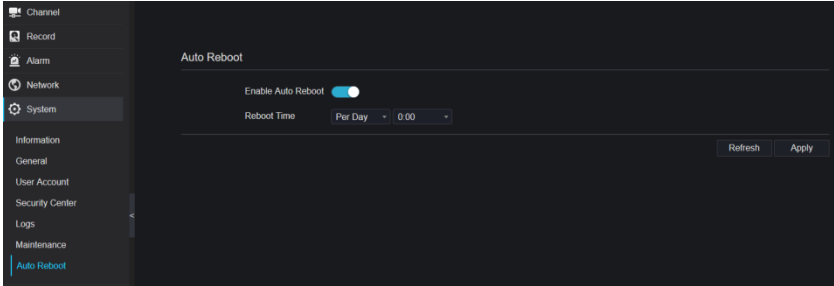 Channel
Record
Alarm
Network
System
Information
General
User Account
Security Center
Logs
Maintenance
Auto Reboot
<
Auto Reboot
Enable Auto Reboot
Reboot Time Per Day 0:00
Refresh Apply